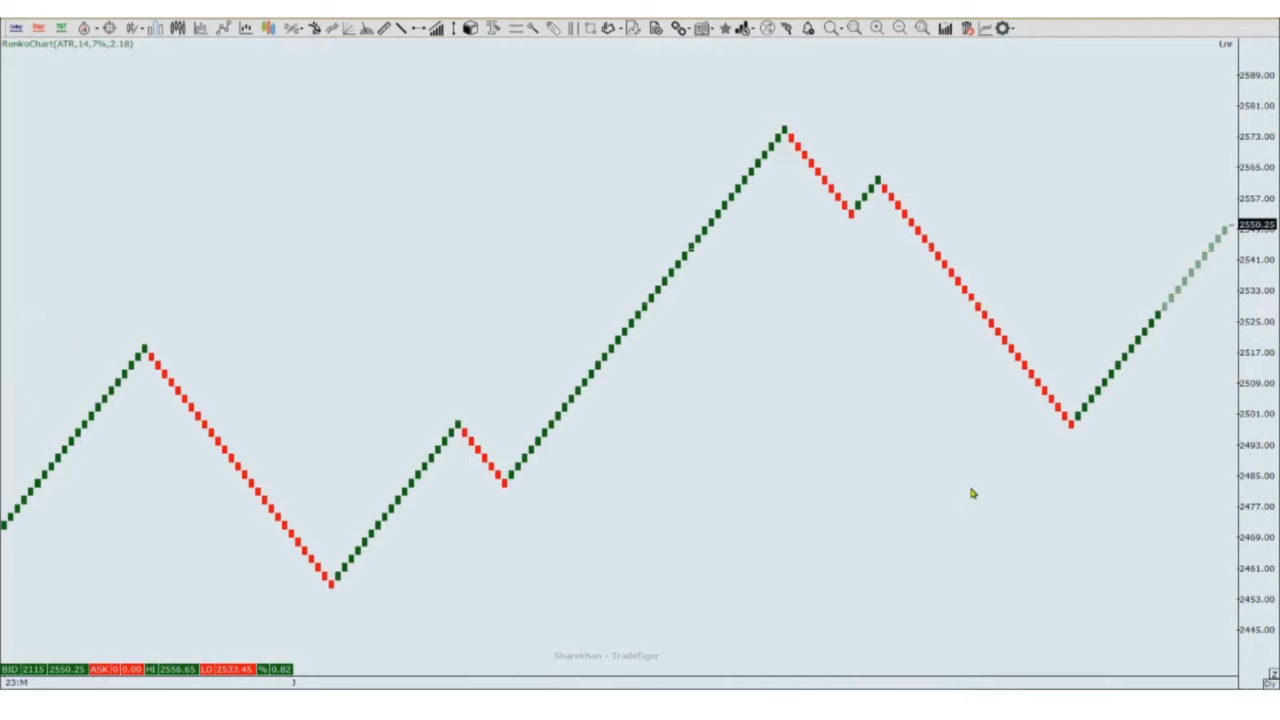 RenkoChart(ATR,14,7%,2.18)
Lnr
2589.00
2581.00
2573.00
2565.00
2557.00
2550.25
2541.00
2533.00
2525.00
2517.00
2509.00
2501.00
2493.00
2485.00
2477.00
2469.00
2461.00
2453.00
2445.00
Sharekhan - TradeTiger
BID 2115 2550.25 ASK 0 0.00 HI 2556.65 LO 2533.45 % 0.82
23:M J
Z
Dly